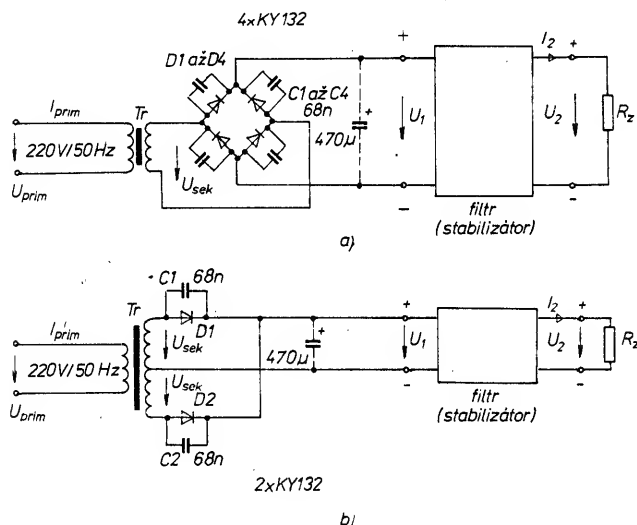 4xKY132
D1 až D4
C1 až C4
68n
+
+
I2
+
Iprim
Tr
470µ
U1
U2
Rz
220V/50Hz
Usek
Uprim
−
−
filtr
(stabilizátor)
a)
C1 68n
Tr
D1
+
+
I2
+
Iprim
Usek
470µ
U1
U2
Rz
220V/50Hz
Usek
D2
Uprim
−
−
C2 68n
filtr
(stabilizátor)
2xKY132
b)